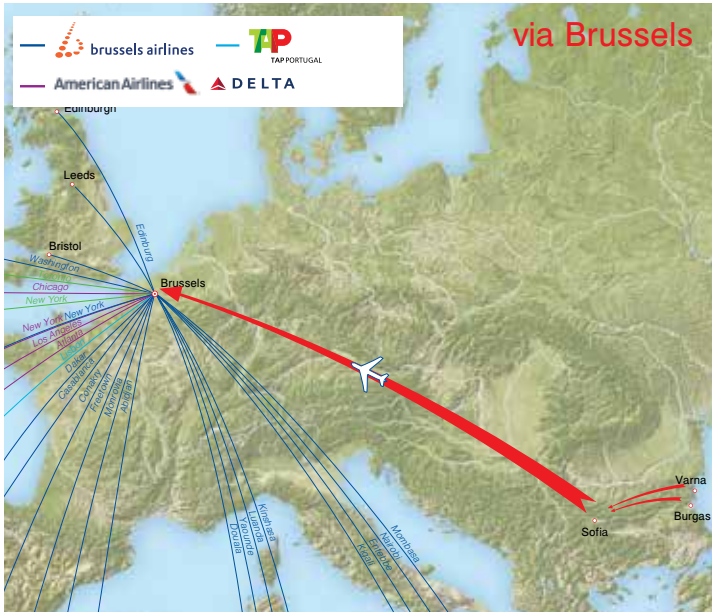 brussels airlines
TAP
TAP PORTUGAL
American Airlines
DELTA
via Brussels
Edinburgh
Leeds
Bristol
Edinburg
Washington
Chicago
New York
Brussels
New York
New York
Los Angeles
Atlanta
Dakar
Casablanca
Conakry
Freetown
Monrovia
Abidjan
Kinshasa
Luanda
Yaounde
Douala
Mombasa
Nairobi
Entebbe
Kigali
Varna
Burgas
Sofia